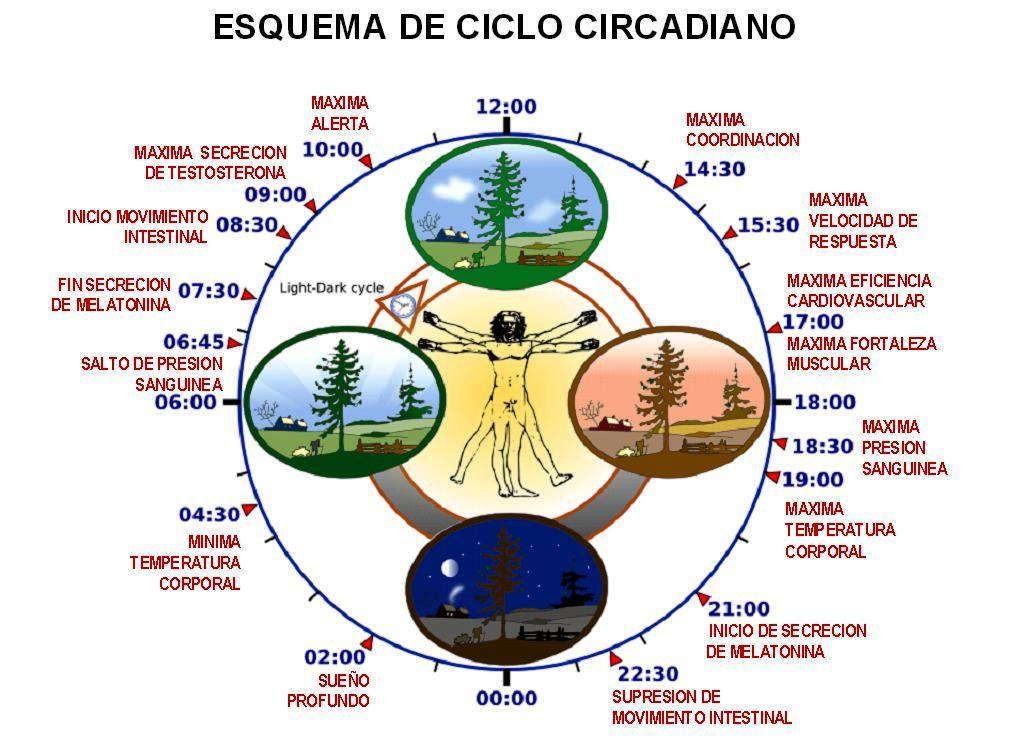 ESQUEMA DE CICLO CIRCADIANO
12:00
MAXIMA
ALERTA
10:00
MAXIMA SECRECION
DE TESTOSTERONA
09:00
INICIO MOVIMIENTO
INTESTINAL
08:30
FIN SECRECION
DE MELATONINA
07:30
Light-Dark cycle
06:45
SALTO DE PRESION
SANGUINEA
06:00
04:30
MINIMA
TEMPERATURA
CORPORAL
02:00
SUEÑO
PROFUNDO
00:00
MAXIMA
COORDINACION
14:30
MAXIMA
VELOCIDAD DE
RESPUESTA
15:30
MAXIMA EFICIENCIA
CARDIOVASCULAR
17:00
MAXIMA FORTALEZA
MUSCULAR
18:00
18:30
MAXIMA
PRESION
SANGUINEA
19:00
MAXIMA
TEMPERATURA
CORPORAL
21:00
INICIO DE SECRECION
DE MELATONINA
22:30
SUPRESION DE
MOVIMIENTO INTESTINAL